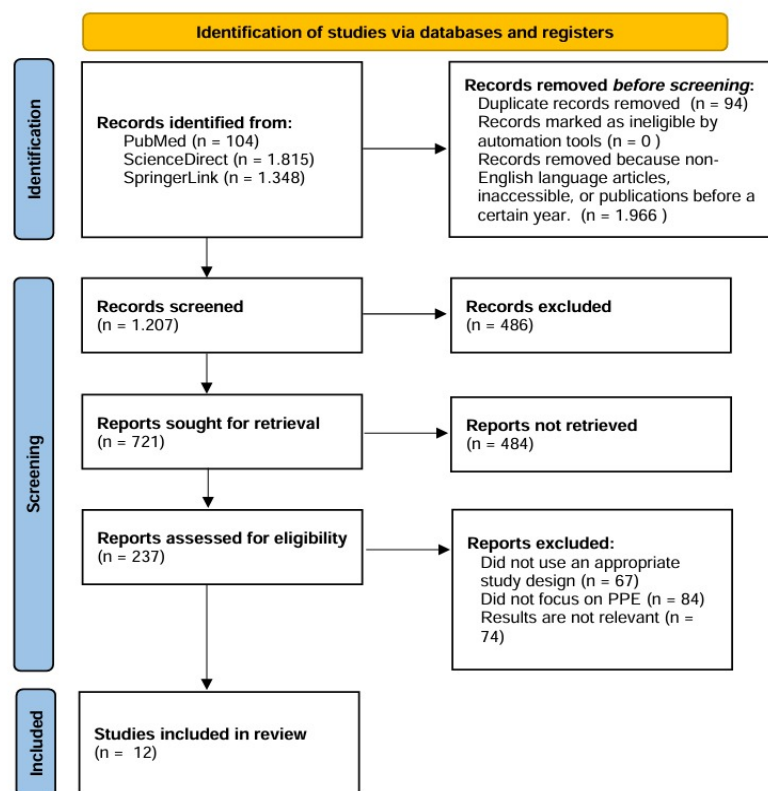 Identification of studies via databases and registers
Identification
Records identified from:
PubMed (n = 104)
ScienceDirect (n = 1.815)
SpringerLink (n = 1.348)
Records removed before screening:
Duplicate records removed (n = 94)
Records marked as ineligible by
automation tools (n = 0 )
Records removed because non-
English language articles,
inaccessible, or publications before a
certain year. (n = 1.966 )
Screening
Records screened
(n = 1.207)
Records excluded
(n = 486)
Reports sought for retrieval
(n = 721)
Reports not retrieved
(n = 484)
Reports assessed for eligibility
(n = 237)
Reports excluded:
Did not use an appropriate
study design (n = 67)
Did not focus on PPE (n = 84)
Results are not relevant (n =
74)
Included
Studies included in review
(n = 12)